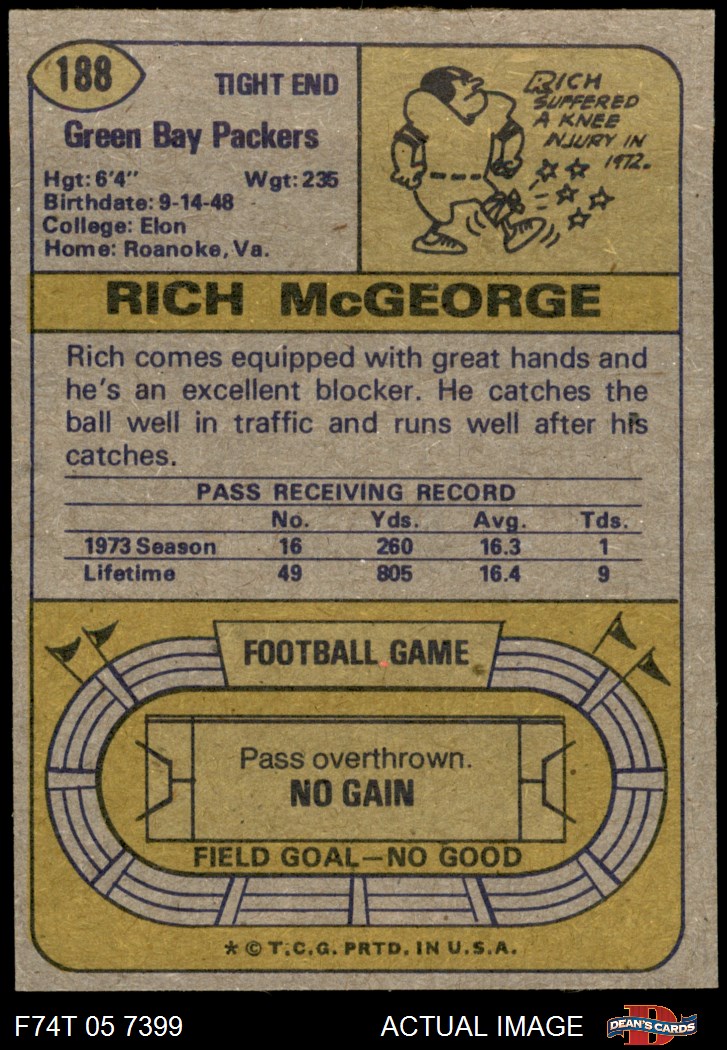 188
TIGHT END
Green Bay Packers
Hgt: 6'4" Wgt: 235
Birthdate: 9-14-48
College: Elon
Home: Roanoke, Va.
RICH
SUFFERED
A KNEE
INJURY IN
1972.
RICH McGEORGE
Rich comes equipped with great hands and
he's an excellent blocker. He catches the
ball well in traffic and runs well after his
catches.
PASS RECEIVING RECORD
No. Yds. Avg. Tds.
1973 Season 16 260 16.3 1
Lifetime 49 805 16.4 9
FOOTBALL GAME
Pass overthrown.
NO GAIN
FIELD GOAL—NO GOOD
* © T.C.G. PRTD. IN U.S.A.
F74T 05 7399 ACTUAL IMAGE
D
DEAN'S CARDS